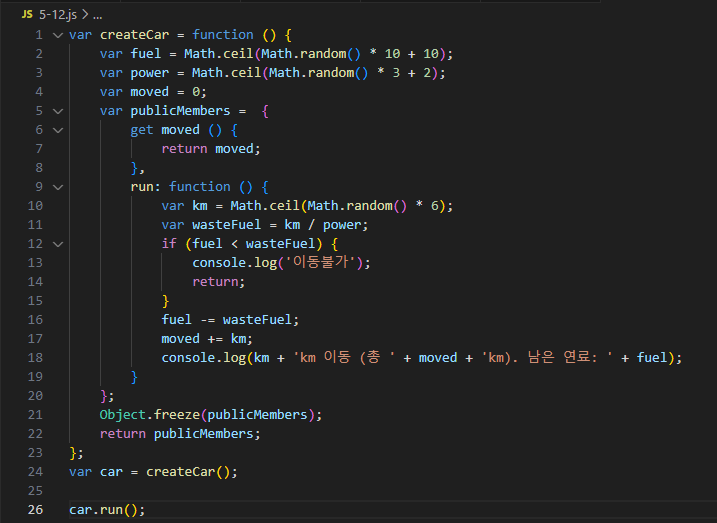 JS 5-12.js > ...
1 var createCar = function () {
2 var fuel = Math.ceil(Math.random() * 10 + 10);
3 var power = Math.ceil(Math.random() * 3 + 2);
4 var moved = 0;
5 var publicMembers =  {
6 get moved () {
7 return moved;
8 },
9 run: function () {
10 var km = Math.ceil(Math.random() * 6);
11 var wasteFuel = km / power;
12 if (fuel < wasteFuel) {
13 console.log('이동불가');
14 return;
15 }
16 fuel -= wasteFuel;
17 moved += km;
18 console.log(km + 'km 이동 (총 ' + moved + 'km). 남은 연료: ' + fuel);
19 }
20 };
21 Object.freeze(publicMembers);
22 return publicMembers;
23 };
24 var car = createCar();
25
26 car.run();